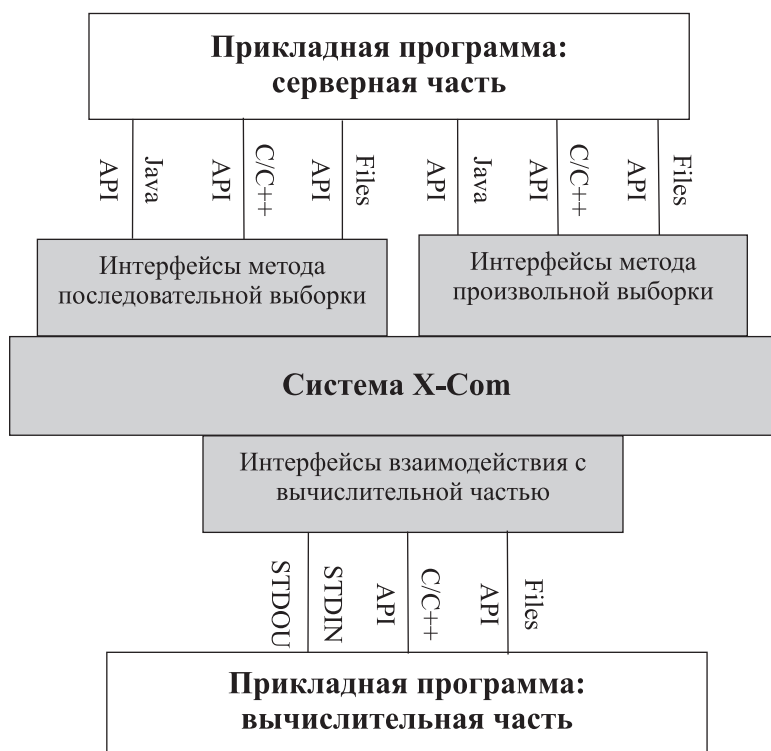 Прикладная программа:
серверная часть
Java
API
C/C++
API
Files
API
Java
API
C/C++
API
Files
API
Интерфейсы метода
последовательной выборки
Интерфейсы метода
произвольной выборки
Система X-Com
Интерфейсы взаимодействия с
вычислительной частью
STDIN
STDOU
C/C++
API
Files
API
Прикладная программа:
вычислительная часть